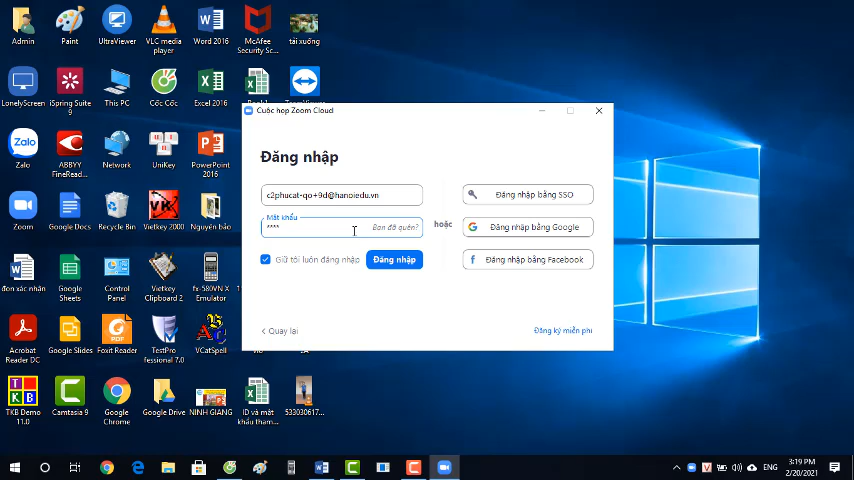 Admin
Paint
UltraViewer
VLC media
player
Word 2016
McAfee
Security Sc...
tải xuống
LonelyScreen
iSpring Suite
9
This PC
Cốc Cốc
Excel 2016
Zalo
ABBYY
FineRead...
Network
UniKey
PowerPoint
2016
Zoom
Google Docs
Recycle Bin
Vietkey 2000
Nguyên bảo
đơn xác nhân
Google
Sheets
Control
Panel
Vietkey
Clipboard 2
fx-580VN X
Emulator
Acrobat
Reader DC
Google Slides
Foxit Reader
TestPro
fessional 7.0
VCatSpell
TKB Demo
11.0
Camtasia 9
Google
Chrome
Google Drive
NINH GIANG
ID và mật
khẩu tham...
533030617...
Cuộc họp Zoom Cloud
Đăng nhập
c2phucat-qo+9d@hanoiedu.vn
Mật khẩu
****
Bạn đã quên?
Giữ tôi luôn đăng nhập
Đăng nhập
hoặc
Đăng nhập bằng SSO
Đăng nhập bằng Google
Đăng nhập bằng Facebook
Quay lại
Đăng ký miễn phí
ENG
3:19 PM
2/20/2021